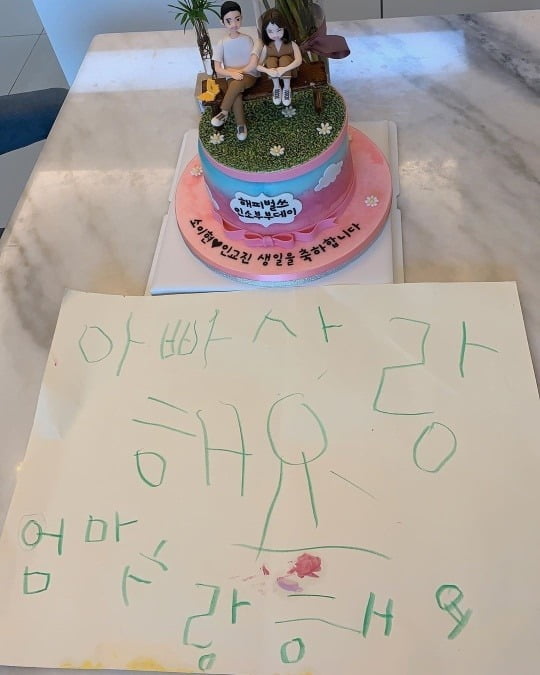 해피벌쓰
인소부부데이
소이현♥인교진 생일을 축하합니다
아빠사랑
해요
엄마사
랑해요